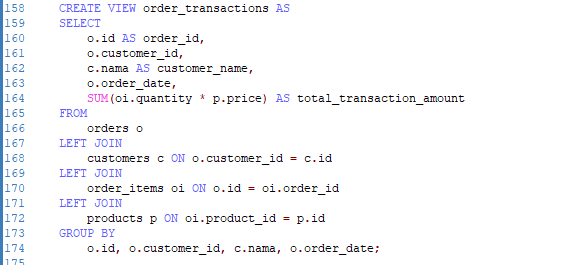 158 CREATE VIEW order_transactions AS
159 SELECT
160 o.id AS order_id,
161 o.customer_id,
162 c.nama AS customer_name,
163 o.order_date,
164 SUM(oi.quantity * p.price) AS total_transaction_amount
165 FROM
166 orders o
167 LEFT JOIN
168 customers c ON o.customer_id = c.id
169 LEFT JOIN
170 order_items oi ON o.id = oi.order_id
171 LEFT JOIN
172 products p ON oi.product_id = p.id
173 GROUP BY
174 o.id, o.customer_id, c.nama, o.order_date;
175